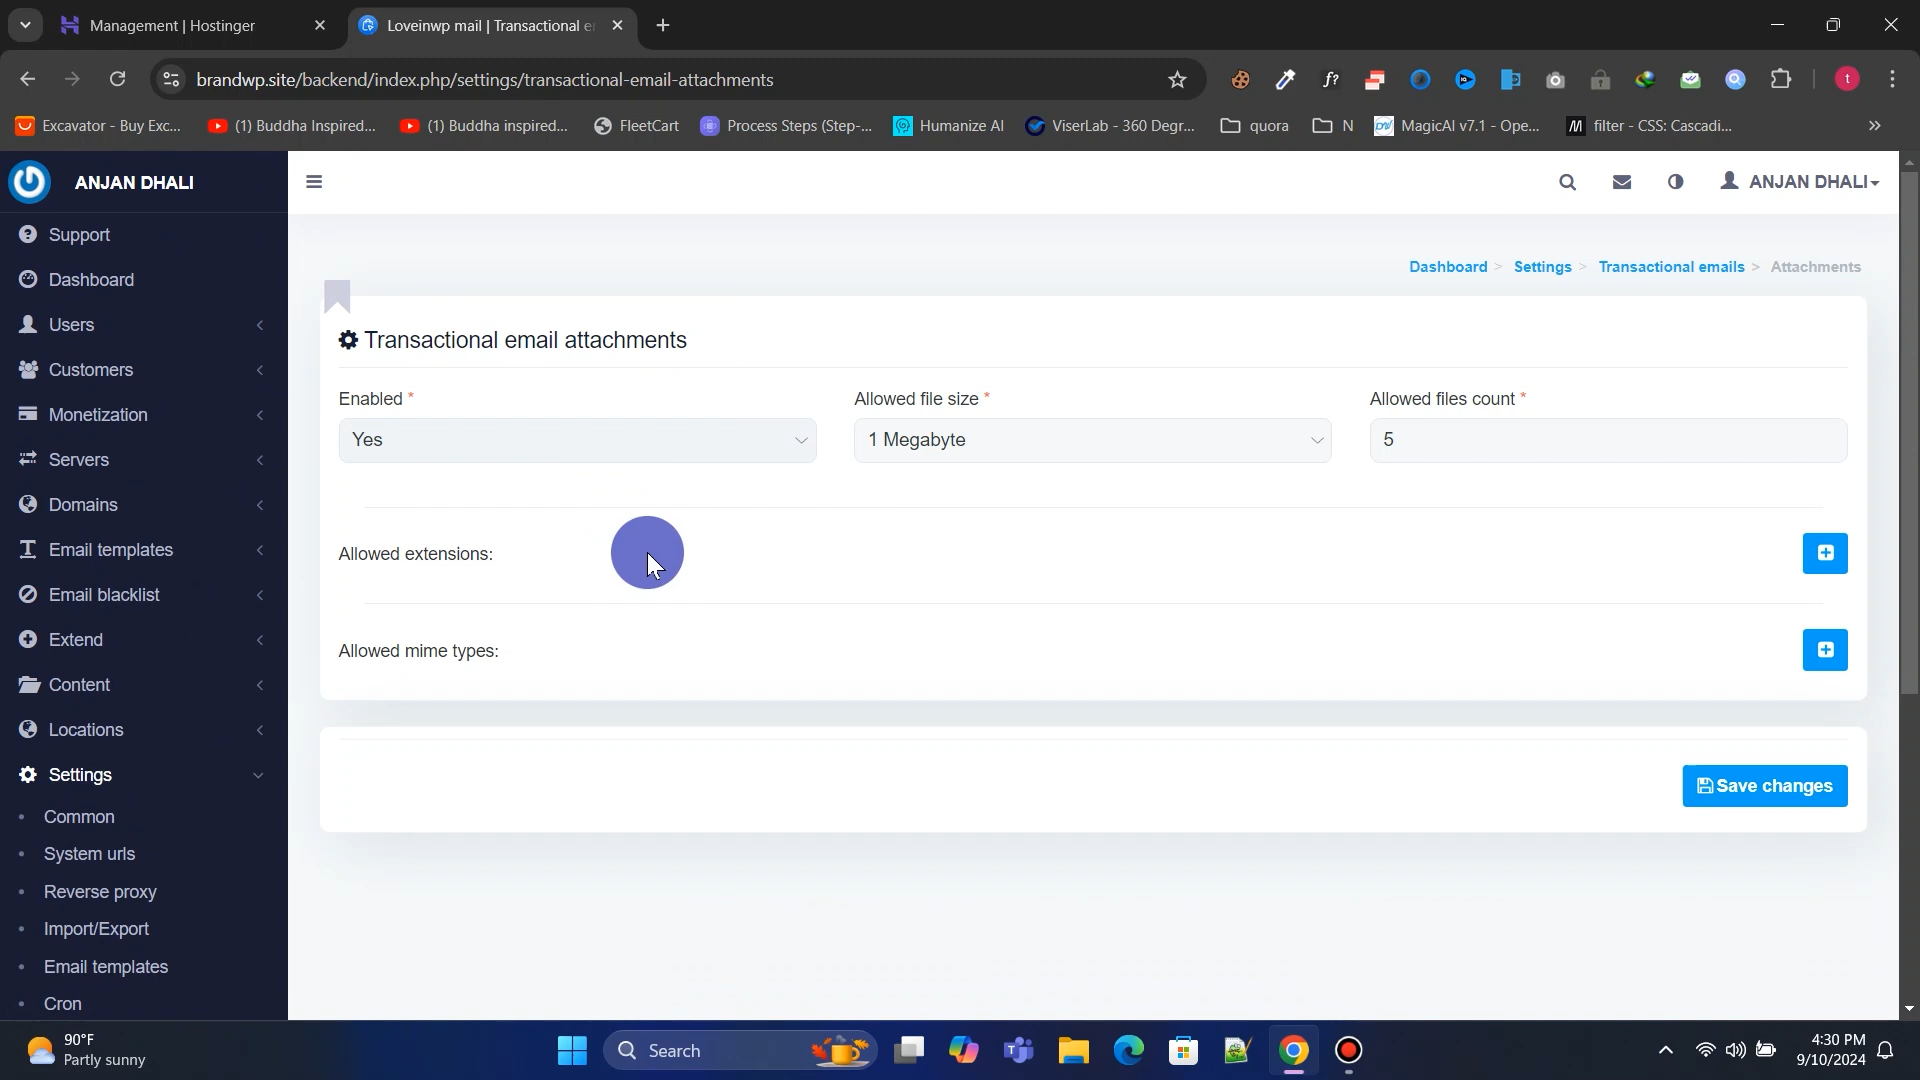 Management | Hostinger
Loveinwp mail | Transactional e
brandwp.site/backend/index.php/settings/transactional-email-attachments
Excavator - Buy Exc...
(1) Buddha Inspired...
(1) Buddha inspired...
FleetCart
Process Steps (Step-...
Humanize AI
ViserLab - 360 Degr...
quora
N
MagicAI v7.1 - Ope...
filter - CSS: Cascadi...
ANJAN DHALI
ANJAN DHALI
Support
Dashboard
Users
Customers
Monetization
Servers
Domains
Email templates
Email blacklist
Extend
Content
Locations
Settings
Common
System urls
Reverse proxy
Import/Export
Email templates
Cron
Dashboard > Settings > Transactional emails > Attachments
Transactional email attachments
Enabled *
Allowed file size *
Allowed files count *
Yes
1 Megabyte
5
Allowed extensions:
Allowed mime types:
Save changes
90°F
Partly sunny
Search
4:30 PM
9/10/2024